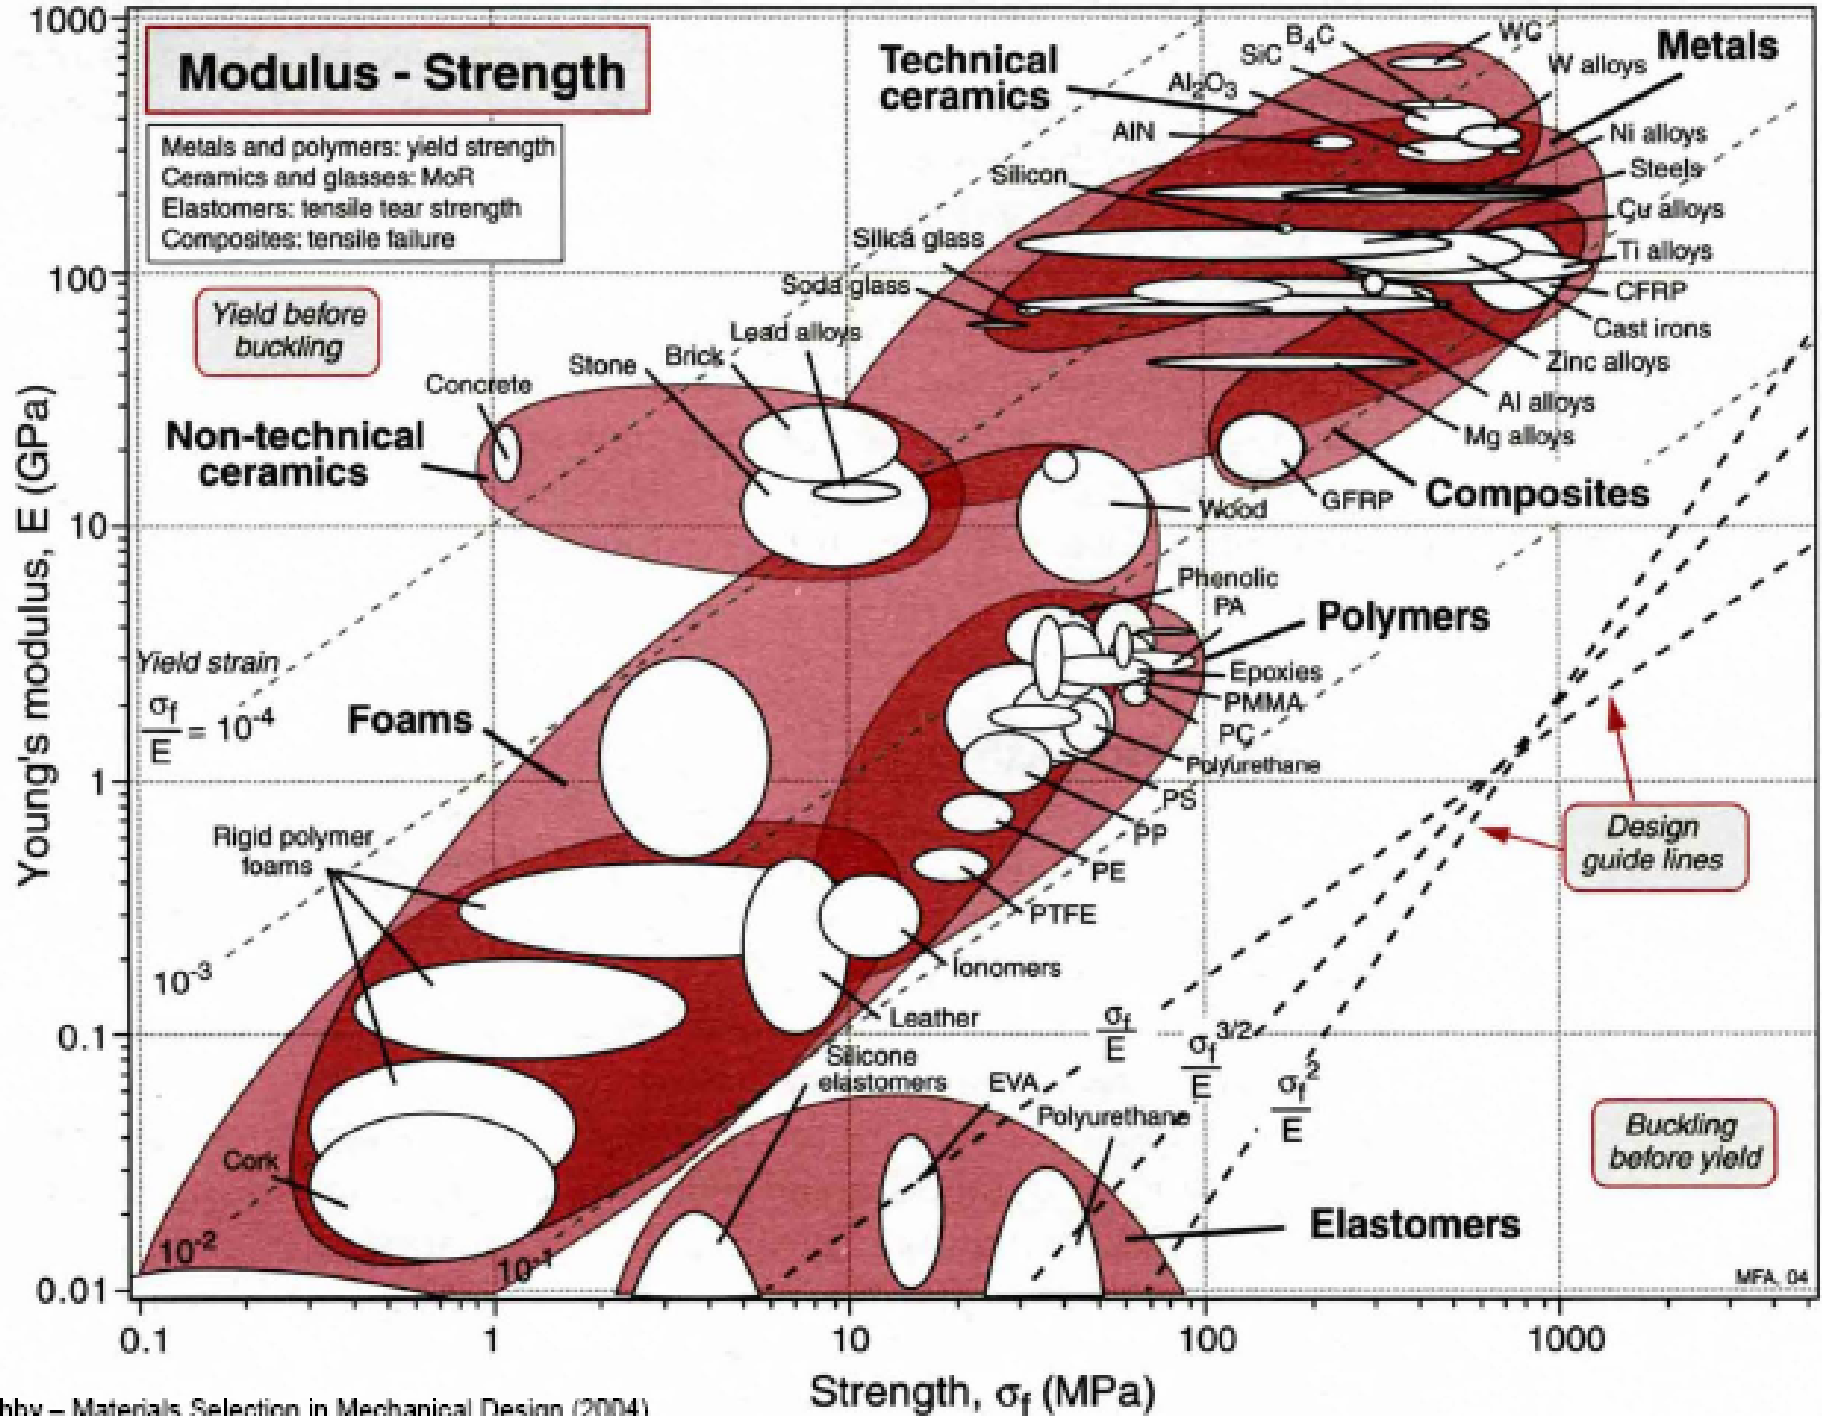 Modulus - Strength
Metals and polymers: yield strength
Ceramics and glasses: MoR
Elastomers: tensile tear strength
Composites: tensile failure
Technical
ceramics
B₄C
SiC
Al₂O₃
AlN
Silicon
Silica glass
Soda glass
WC
W alloys
Metals
Ni alloys
Steels
Cu alloys
Ti alloys
CFRP
Cast irons
Zinc alloys
Al alloys
Mg alloys
GFRP
Composites
Yield before
buckling
Lead alloys
Brick
Stone
Concrete
Non-technical
ceramics
Wood
Phenolic
PA
Polymers
Epoxies
PMMA
PC
Polyurethane
PS
PP
PE
PTFE
Ionomers
Leather
Yield strain
σf/E = 10⁻⁴
Foams
Rigid polymer
foams
10⁻³
Cork
10⁻²
10⁻¹
Silicone
elastomers
EVA
Polyurethane
Elastomers
σf/E
σf^3/2/E
σf²/E
Design
guide lines
Buckling
before yield
MFA, 04
Young's modulus, E (GPa)
1000
100
10
1
0.1
0.01
0.1
1
10
100
1000
Strength, σf (MPa)
hby – Materials Selection in Mechanical Design (2004)